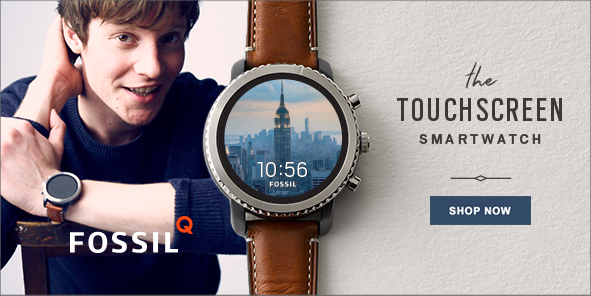 the
TOUCHSCREEN
SMARTWATCH
SHOP NOW
10:56
FOSSIL
FOSSIL Q